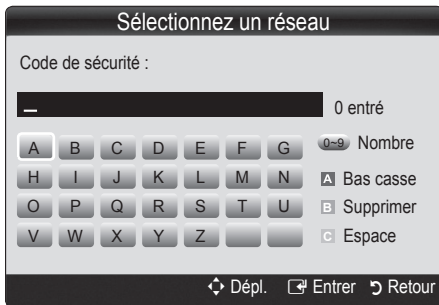 Sélectionnez un réseau
Code de sécurité :
_ 0 entré
A B C D E F G 0~9 Nombre
H I J K L M N A Bas casse
O P Q R S T U B Supprimer
V W X Y Z C Espace
Dépl. Entrer Retour